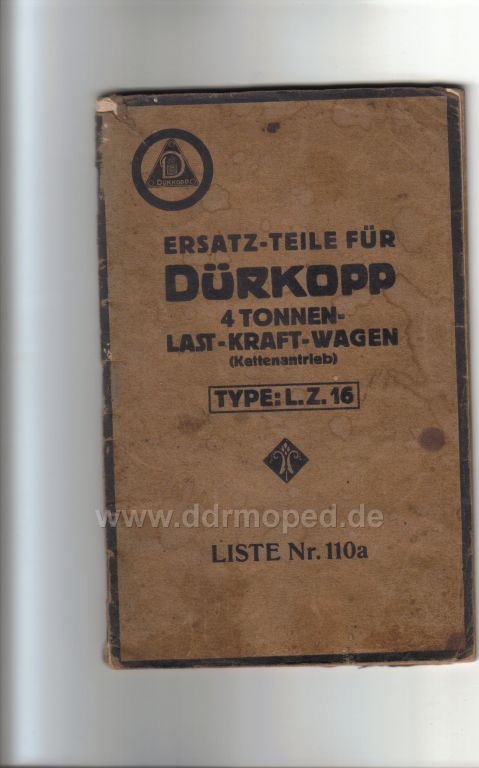 DÜRKOPP
ERSATZ-TEILE FÜR
DÜRKOPP
4 TONNEN-
LAST-KRAFT-WAGEN
(Kettenantrieb)
TYPE: L.Z. 16
www.ddrmoped.de
LISTE Nr. 110a